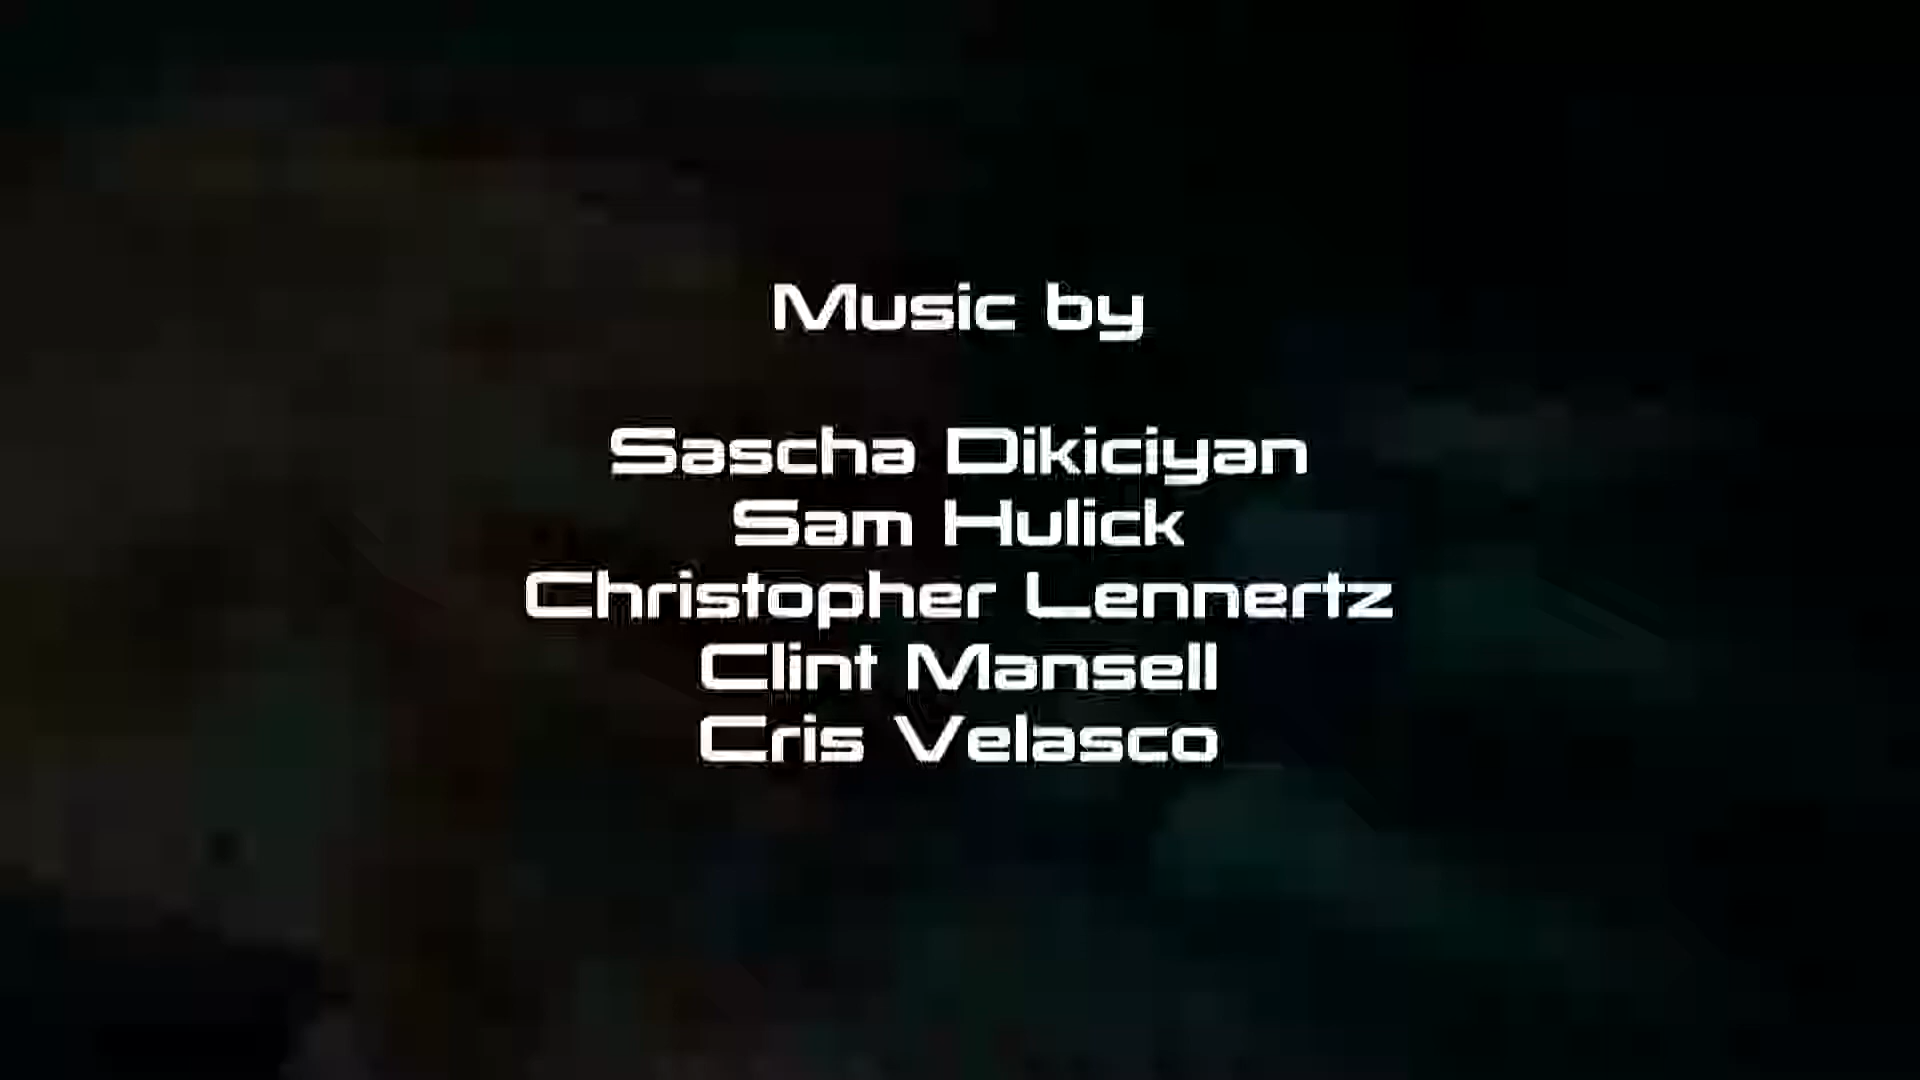 Music by
Sascha Dikiciyan
Sam Hulick
Christopher Lennertz
Clint Mansell
Cris Velasco